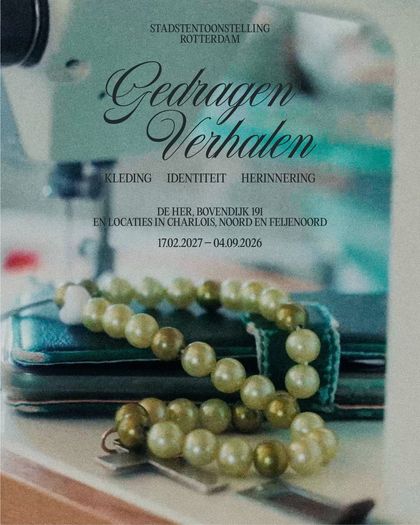 STADSTENTOONSTELLING
ROTTERDAM
Gedragen
Verhalen
KLEDING IDENTITEIT HERINNERING
DE HER, BOVENDIJK 191
EN LOCATIES IN CHARLOIS, NOORD EN FEIJENOORD
17.02.2027 – 04.09.2026